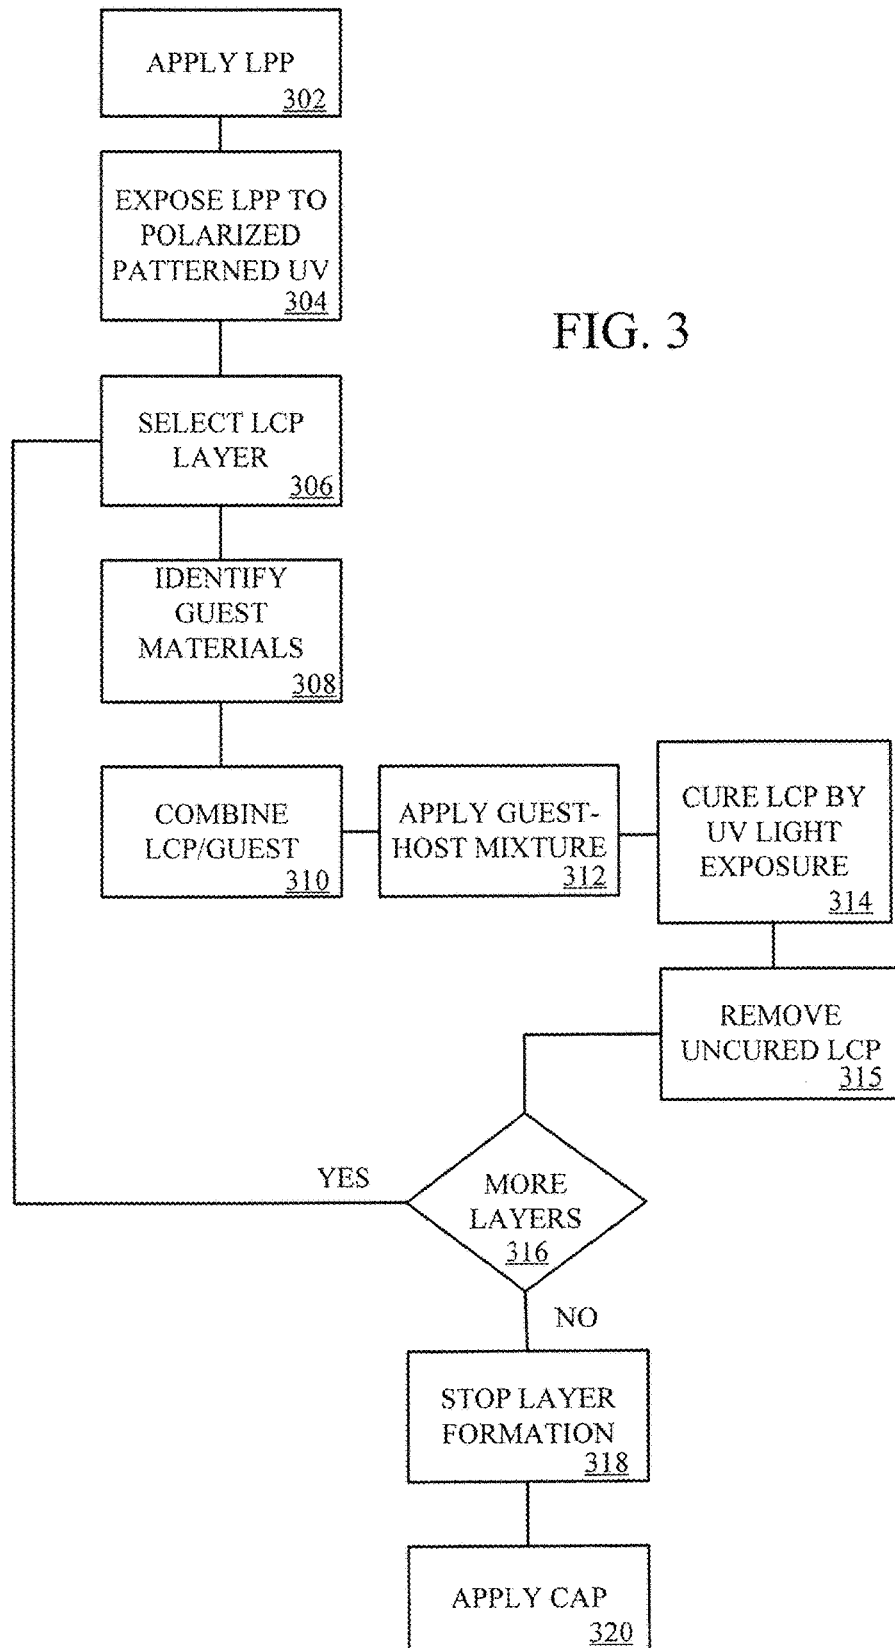 APPLY LPP
302
EXPOSE LPP TO
POLARIZED
PATTERNED UV
304
FIG. 3
SELECT LCP
LAYER
306
IDENTIFY
GUEST
MATERIALS
308
COMBINE
LCP/GUEST
310
APPLY GUEST-
HOST MIXTURE
312
CURE LCP BY
UV LIGHT
EXPOSURE
314
REMOVE
UNCURED LCP
315
YES
MORE
LAYERS
316
NO
STOP LAYER
FORMATION
318
APPLY CAP
320